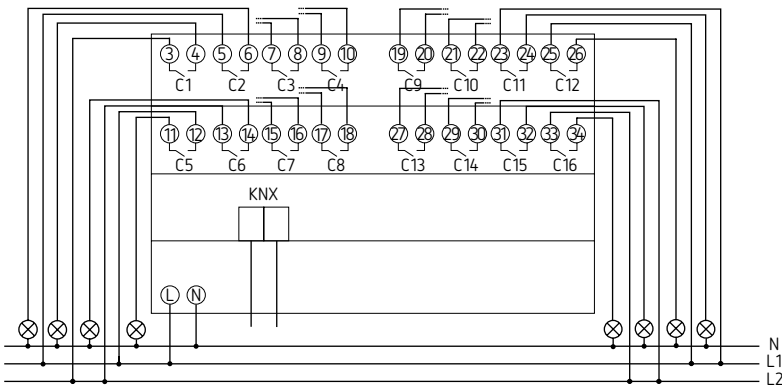 3 4 5 6 7 8 9 10 19 20 21 22 23 24 25 26
C1 C2 C3 C4 C9 C10 C11 C12
11 12 13 14 15 16 17 18 27 28 29 30 31 32 33 34
C5 C6 C7 C8 C13 C14 C15 C16
KNX
L N
N
L1
L2